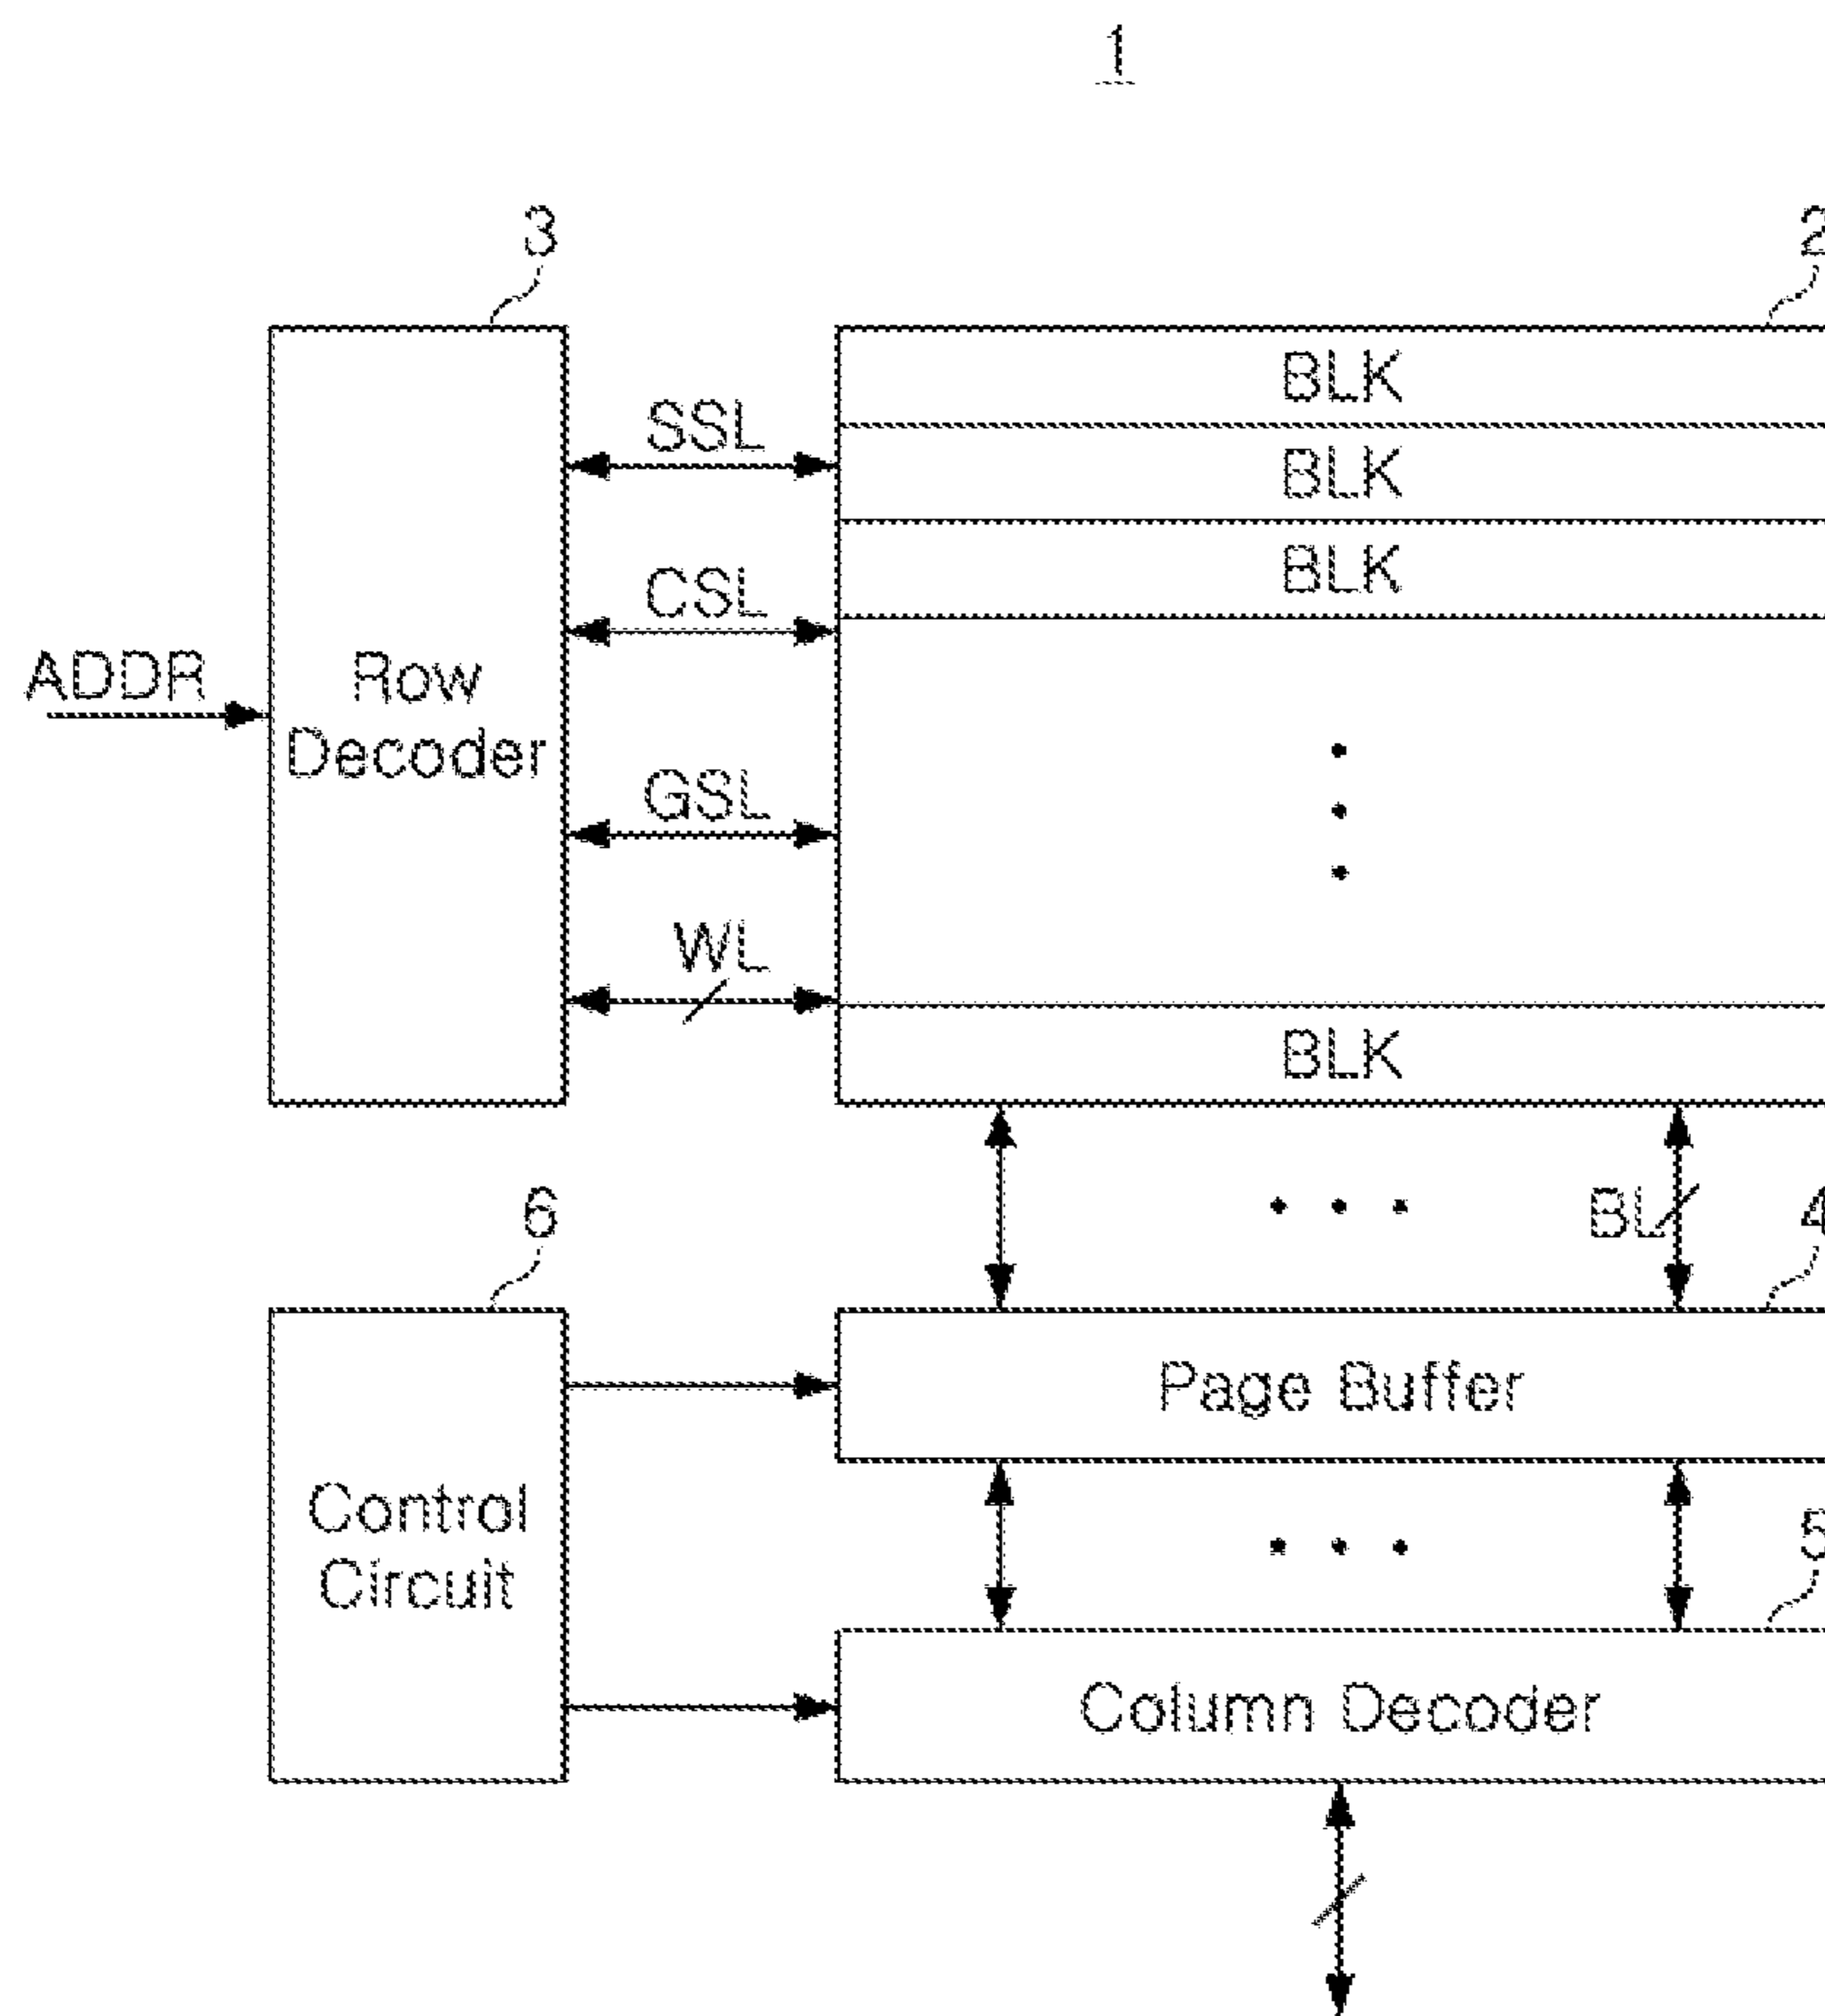 1
3
2
BLK
SSL
BLK
CSL
BLK
ADDR
Row
Decoder
GSL
WL
BLK
6
BL
4
Page Buffer
Control
Circuit
5
Column Decoder